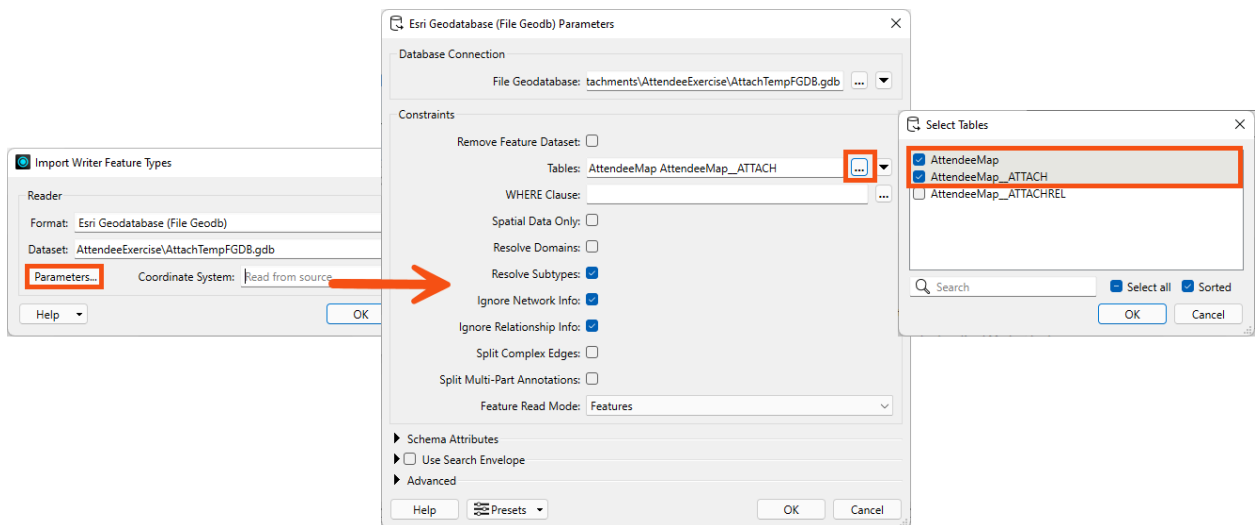 Import Writer Feature Types
Reader
Format: Esri Geodatabase (File Geodb)
Dataset: AttendeeExercise\AttachTempFGDB.gdb
Parameters... Coordinate System: Read from source
Help OK
Esri Geodatabase (File Geodb) Parameters
Database Connection
File Geodatabase: tachments\AttendeeExercise\AttachTempFGDB.gdb ...
Constraints
Remove Feature Dataset:
Tables: AttendeeMap AttendeeMap__ATTACH ...
WHERE Clause: ...
Spatial Data Only:
Resolve Domains:
Resolve Subtypes:
Ignore Network Info:
Ignore Relationship Info:
Split Complex Edges:
Split Multi-Part Annotations:
Feature Read Mode: Features
Schema Attributes
Use Search Envelope
Advanced
Help Presets OK Cancel
Select Tables
AttendeeMap
AttendeeMap__ATTACH
AttendeeMap__ATTACHREL
Search Select all Sorted
OK Cancel